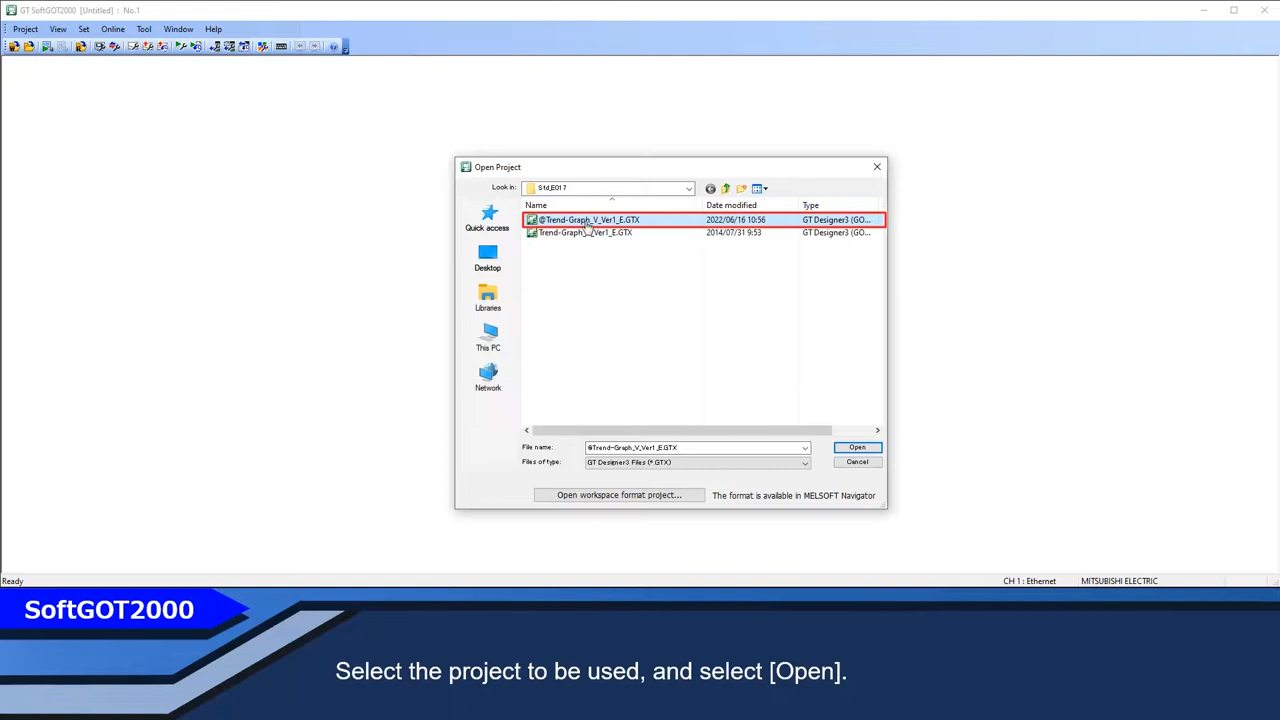 GT SoftGOT2000 [Untitled] : No.1
Project View Set Online Tool Window Help
Open Project
Look in: Std_E017
Name Date modified Type
@Trend-Graph_V_Ver1_E.GTX 2022/06/16 10:56 GT Designer3 (GO...
Trend-Graph_ _Ver1_E.GTX 2014/07/31 9:53 GT Designer3 (GO...
Quick access
Desktop
Libraries
This PC
Network
File name: @Trend-Graph_V_Ver1_E.GTX Open
Files of type: GT Designer3 Files (*.GTX) Cancel
Open workspace format project... The format is available in MELSOFT Navigator
Ready CH 1 : Ethernet MITSUBISHI ELECTRIC
SoftGOT2000
Select the project to be used, and select [Open].